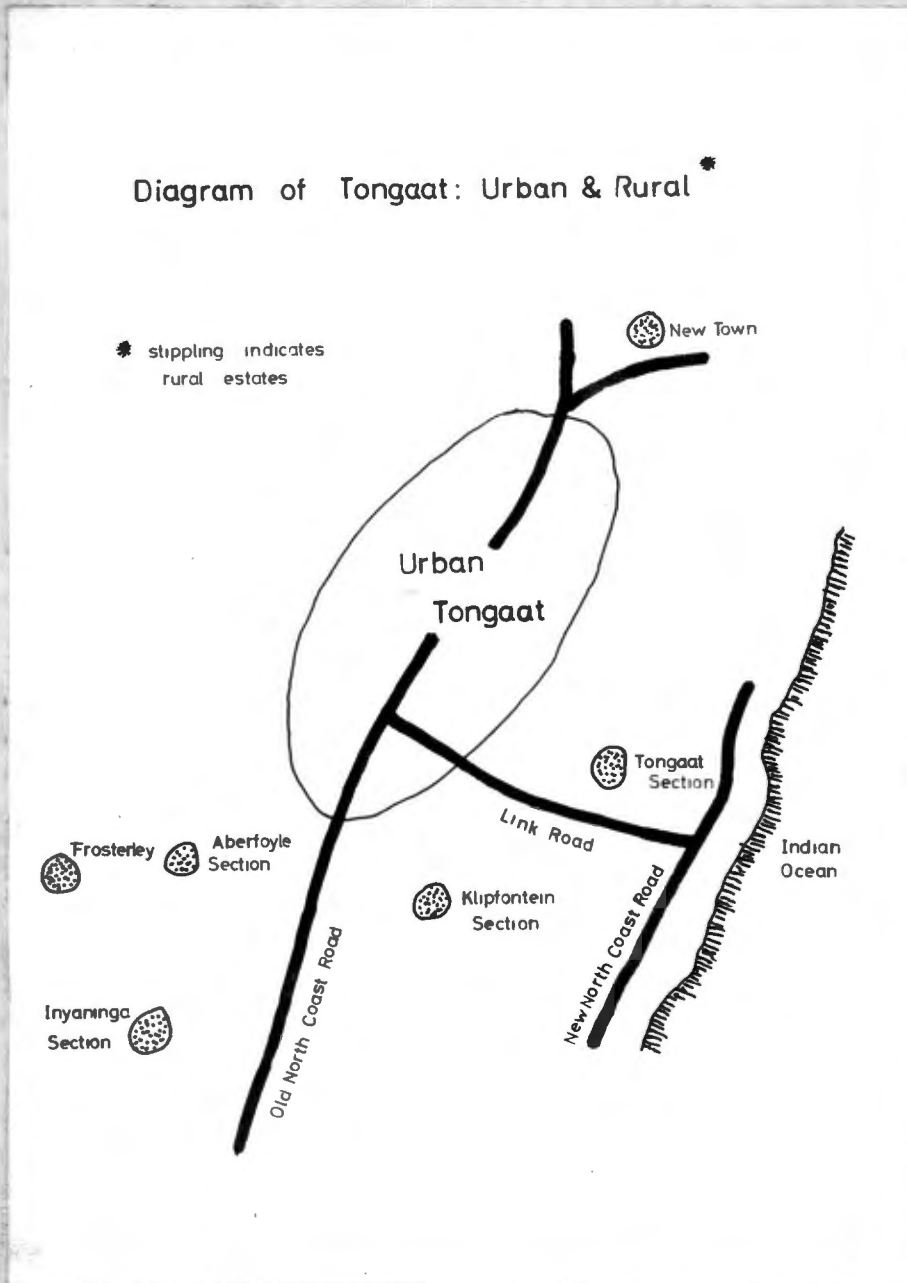 Diagram of Tongaat: Urban & Rural *
* stippling indicates
rural estates
New Town
Urban
Tongaat
Tongaat
Section
Link Road
Indian
Ocean
Frosterley
Aberfoyle
Section
Klipfontein
Section
New North Coast Road
Inyaninga
Section
Old North Coast Road